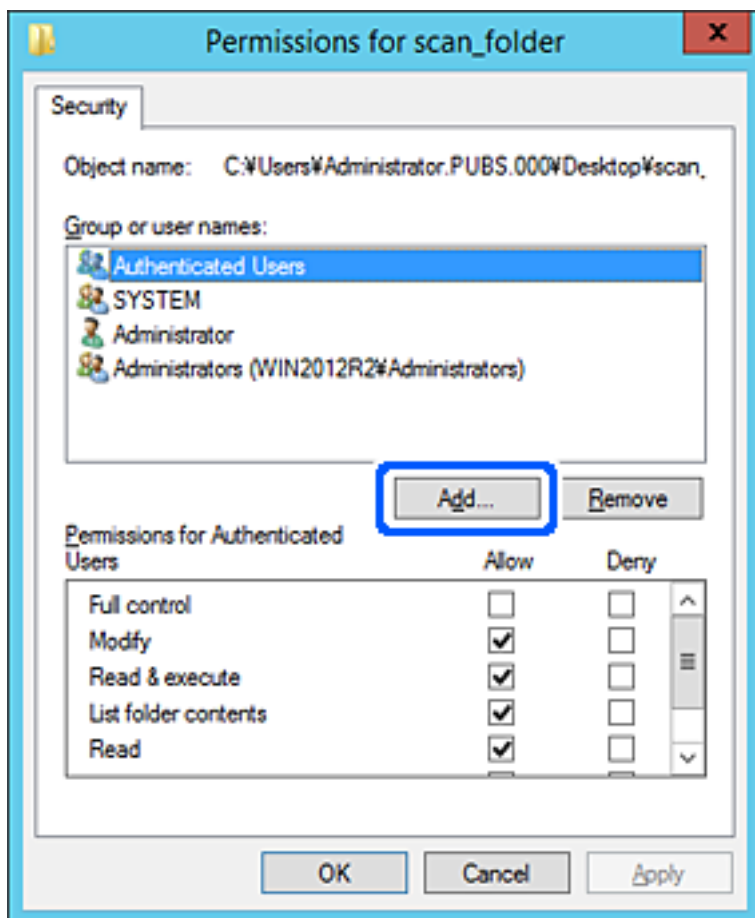 Permissions for scan_folder
Security
Object name: C:¥Users¥Administrator.PUBS.000¥Desktop¥scan_
Group or user names:
Authenticated Users
SYSTEM
Administrator
Administrators (WIN2012R2¥Administrators)
Add... Remove
Permissions for Authenticated
Users Allow Deny
Full control
Modify
Read & execute
List folder contents
Read
OK Cancel Apply